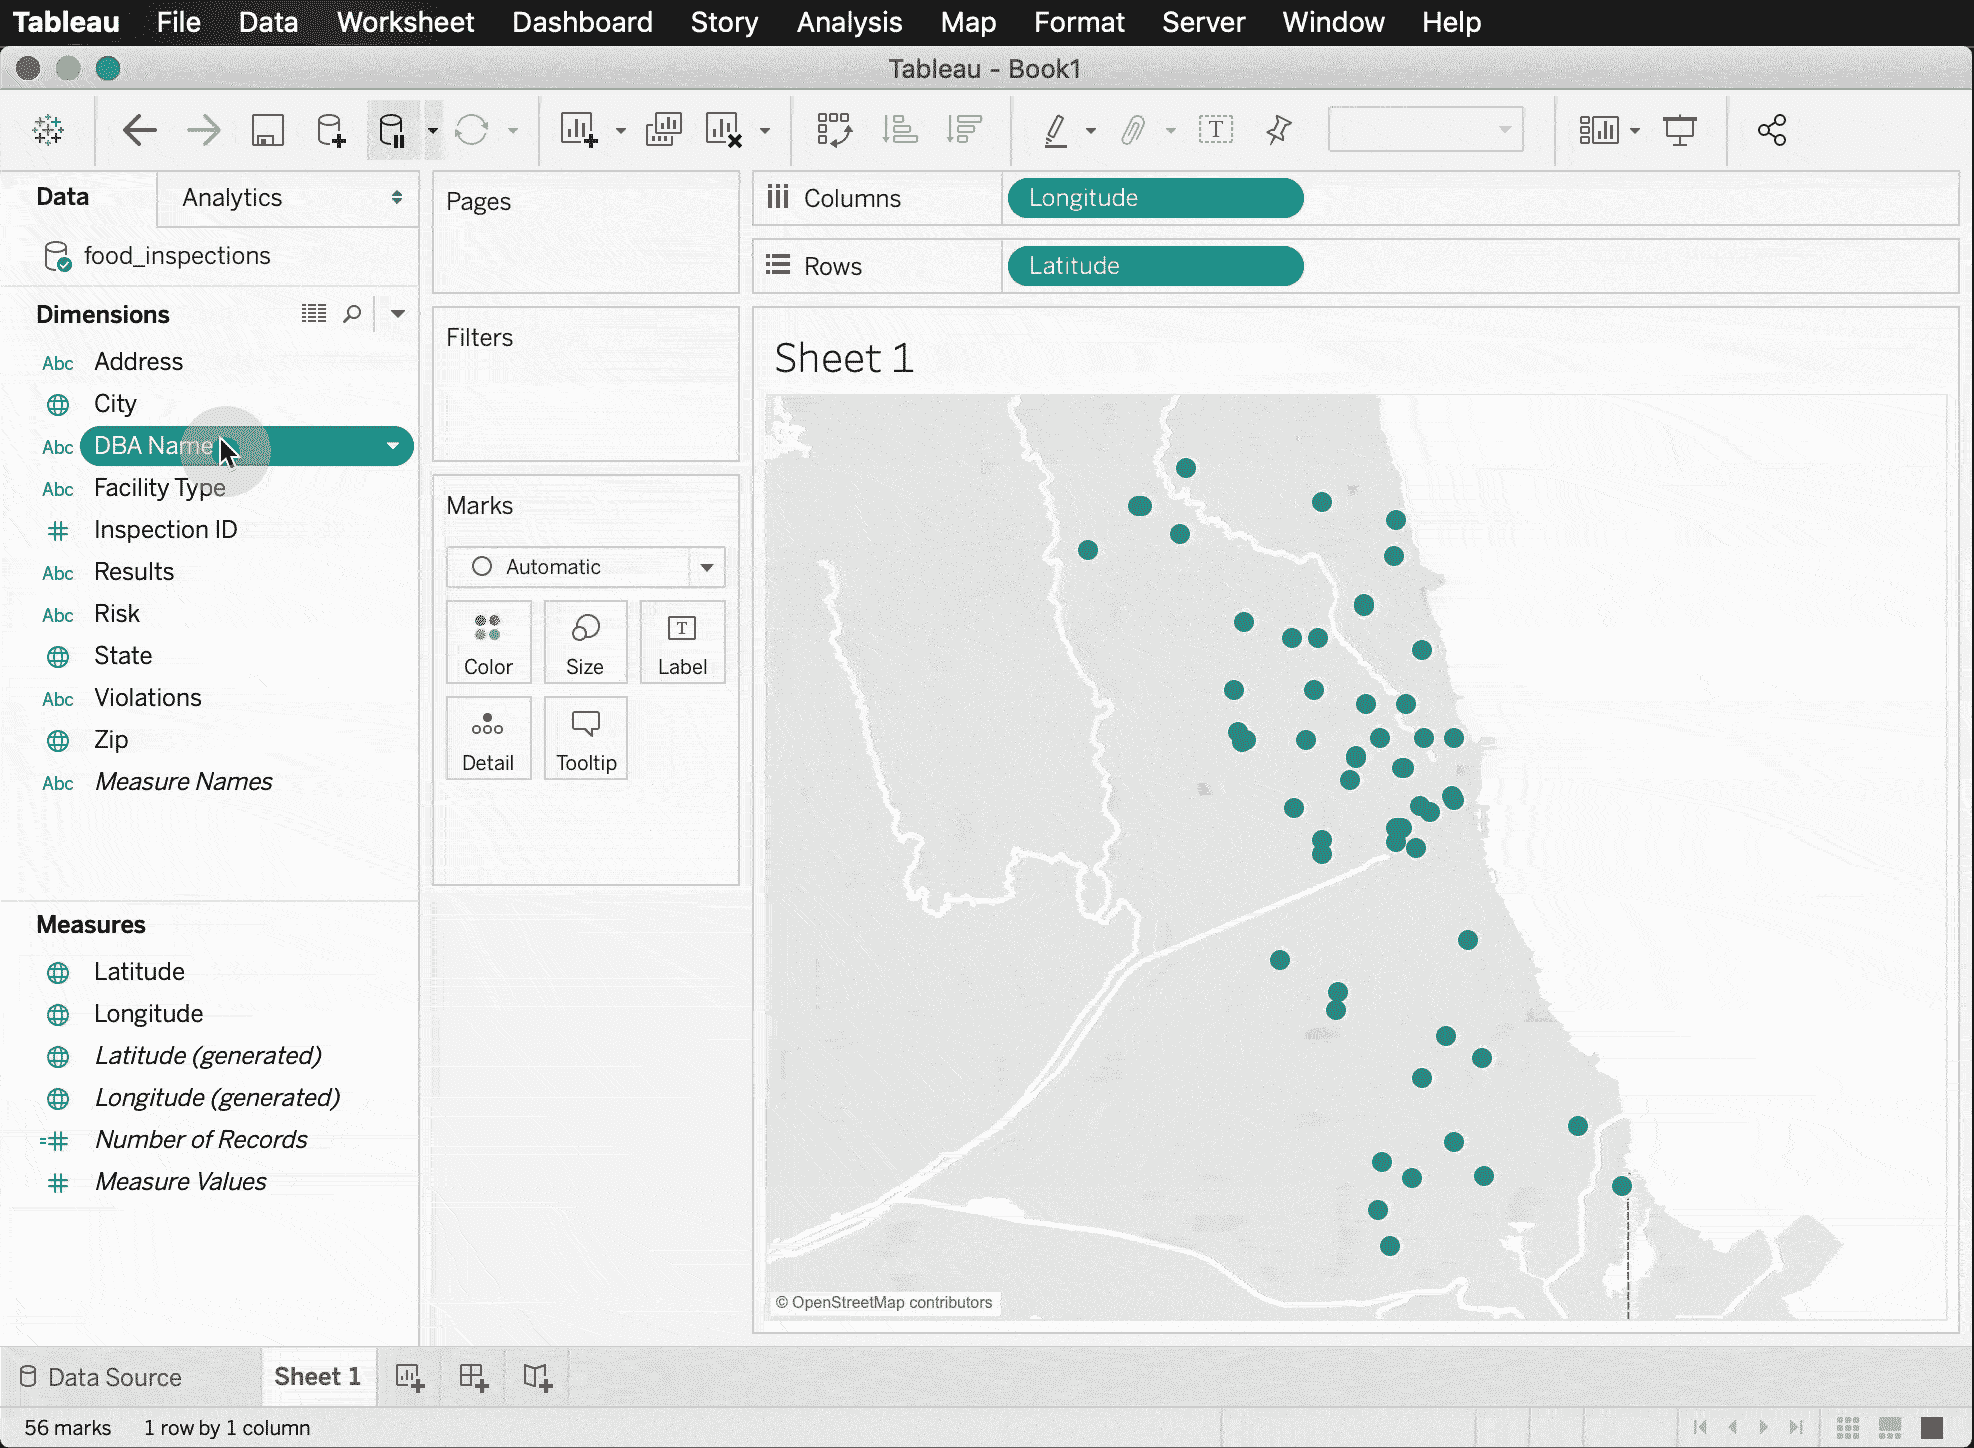 Tableau File Data Worksheet Dashboard Story Analysis Map Format Server Window Help
Tableau - Book1
Data
Analytics
food_inspections
Dimensions
Abc Address
City
Abc DBA Name
Abc Facility Type
Inspection ID
Abc Results
Abc Risk
State
Abc Violations
Zip
Abc Measure Names
Measures
Latitude
Longitude
Latitude (generated)
Longitude (generated)
=# Number of Records
# Measure Values
Pages
Filters
Marks
Automatic
Color Size T Label
Detail Tooltip
Columns Longitude
Rows Latitude
Sheet 1
© OpenStreetMap contributors
Data Source Sheet 1
56 marks 1 row by 1 column